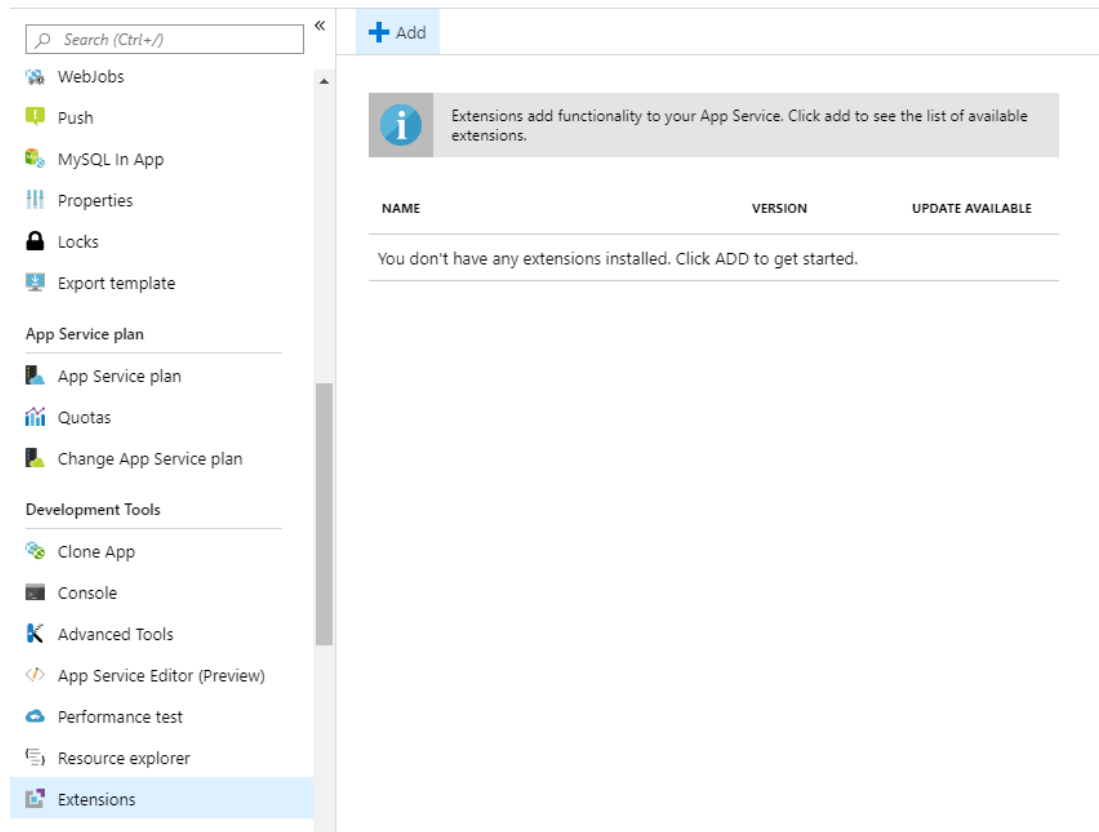 Search (Ctrl+/)
«
WebJobs
Push
MySQL In App
Properties
Locks
Export template
App Service plan
App Service plan
Quotas
Change App Service plan
Development Tools
Clone App
Console
Advanced Tools
App Service Editor (Preview)
Performance test
Resource explorer
Extensions
Add
Extensions add functionality to your App Service. Click add to see the list of available
extensions.
NAME VERSION UPDATE AVAILABLE
You don't have any extensions installed. Click ADD to get started.